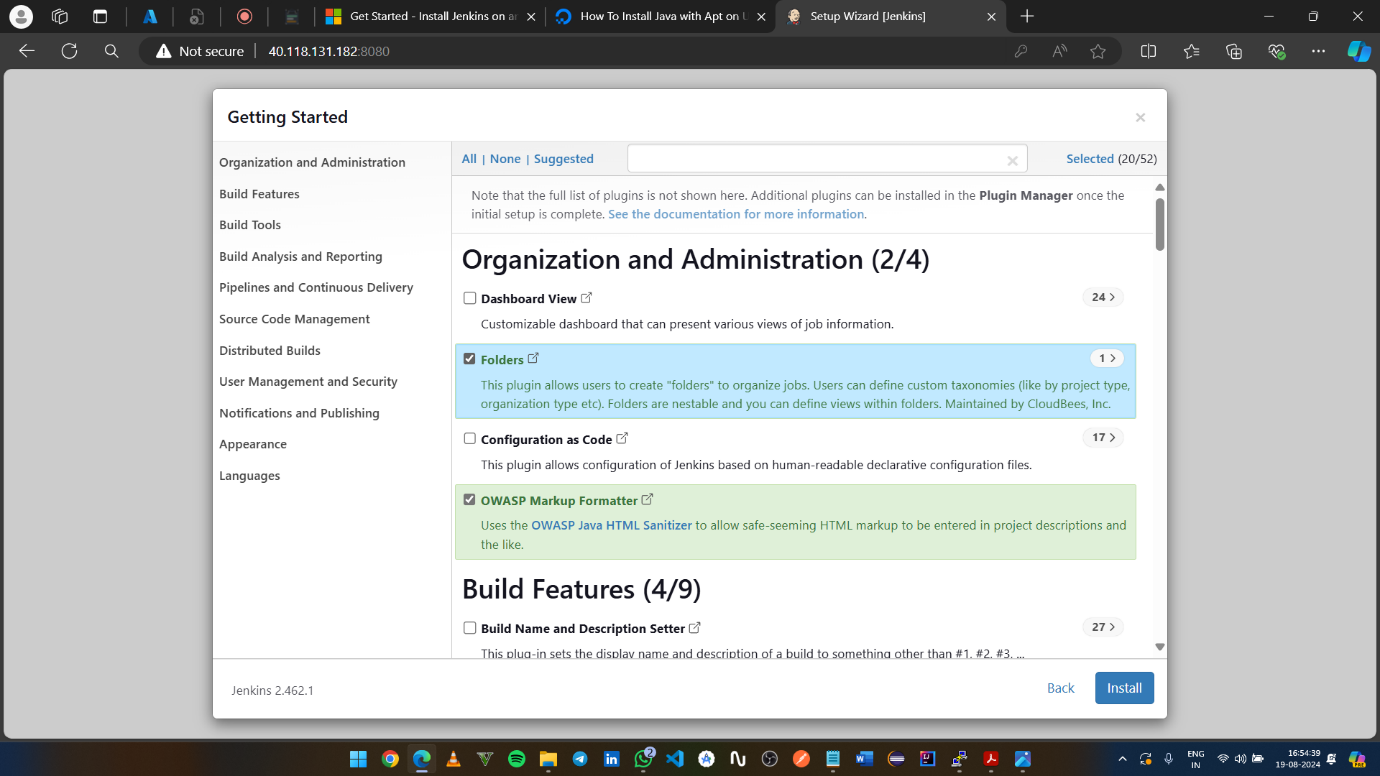 Get Started - Install Jenkins on an
How To Install Java with Apt on U
Setup Wizard [Jenkins]
Not secure
40.118.131.182:8080
Getting Started
Organization and Administration
Build Features
Build Tools
Build Analysis and Reporting
Pipelines and Continuous Delivery
Source Code Management
Distributed Builds
User Management and Security
Notifications and Publishing
Appearance
Languages
All | None | Suggested
Selected (20/52)
Note that the full list of plugins is not shown here. Additional plugins can be installed in the Plugin Manager once the
initial setup is complete. See the documentation for more information.
Organization and Administration (2/4)
Dashboard View
24
Customizable dashboard that can present various views of job information.
Folders
1
This plugin allows users to create "folders" to organize jobs. Users can define custom taxonomies (like by project type,
organization type etc). Folders are nestable and you can define views within folders. Maintained by CloudBees, Inc.
Configuration as Code
17
This plugin allows configuration of Jenkins based on human-readable declarative configuration files.
OWASP Markup Formatter
Uses the OWASP Java HTML Sanitizer to allow safe-seeming HTML markup to be entered in project descriptions and
the like.
Build Features (4/9)
Build Name and Description Setter
27
This plug-in sets the display name and description of a build to something other than #1, #2, #3, ...
Jenkins 2.462.1
Back
Install
2
ENG
IN
16:54:39
19-08-2024